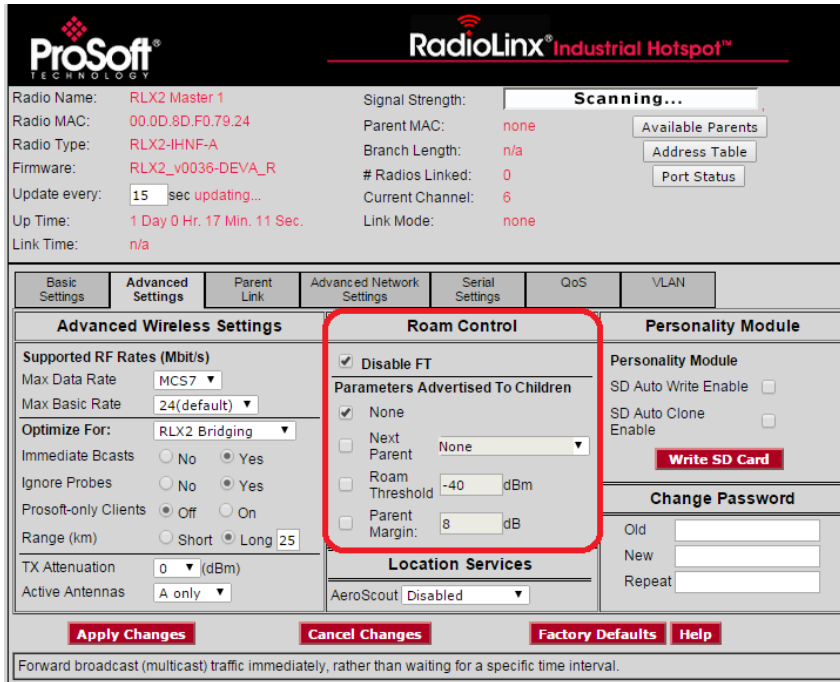 ProSoft®
TECHNOLOGY
RadioLinx® Industrial Hotspot™
Radio Name: RLX2 Master 1
Radio MAC: 00.0D.8D.F0.79.24
Radio Type: RLX2-IHNF-A
Firmware: RLX2_v0036-DEVA_R
Update every: 15 sec updating...
Up Time: 1 Day 0 Hr. 17 Min. 11 Sec.
Link Time: n/a
Signal Strength: Scanning...
Parent MAC: none
Branch Length: n/a
# Radios Linked: 0
Current Channel: 6
Link Mode: none
Available Parents
Address Table
Port Status
Basic Settings
Advanced Settings
Parent Link
Advanced Network Settings
Serial Settings
QoS
VLAN
Advanced Wireless Settings
Supported RF Rates (Mbit/s)
Max Data Rate MCS7
Max Basic Rate 24(default)
Optimize For: RLX2 Bridging
Immediate Bcasts No Yes
Ignore Probes No Yes
Prosoft-only Clients Off On
Range (km) Short Long 25
TX Attenuation 0 (dBm)
Active Antennas A only
Roam Control
Disable FT
Parameters Advertised To Children
None
Next
Parent None
Roam
Threshold -40 dBm
Parent
Margin: 8 dB
Location Services
AeroScout Disabled
Personality Module
Personality Module
SD Auto Write Enable
SD Auto Clone
Enable
Write SD Card
Change Password
Old
New
Repeat
Apply Changes Cancel Changes Factory Defaults Help
Forward broadcast (multicast) traffic immediately, rather than waiting for a specific time interval.